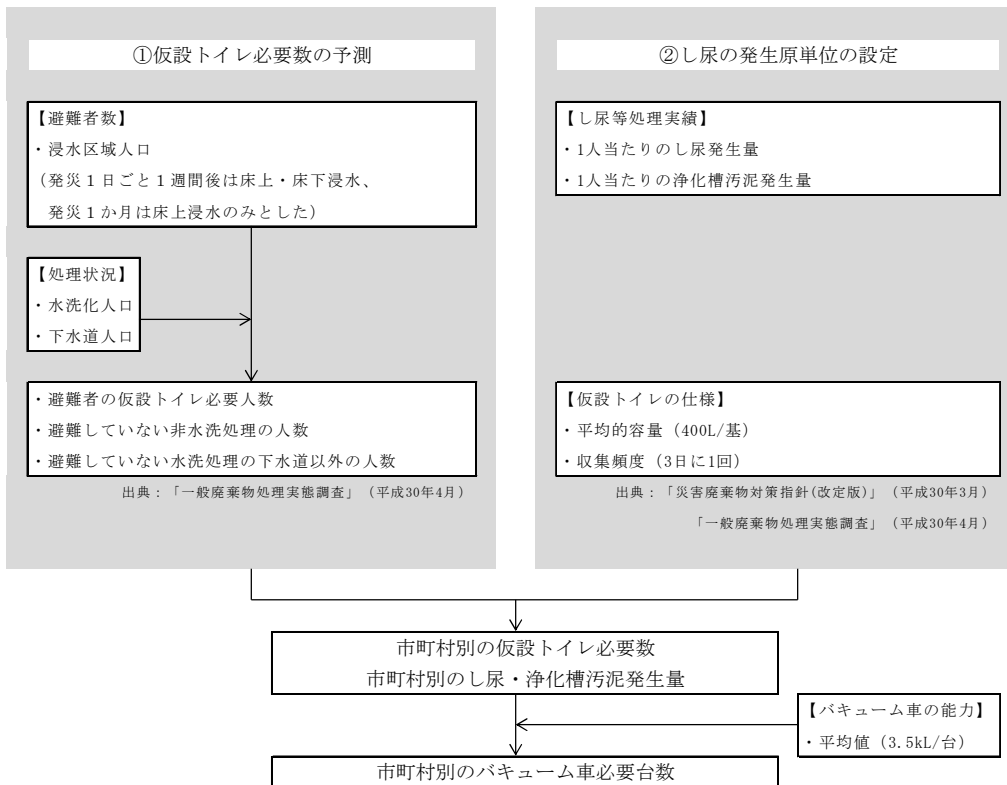 ①仮設トイレ必要数の予測
【避難者数】
・浸水区域人口
(発災１日ごと１週間後は床上・床下浸水、
発災１か月は床上浸水のみとした)
【処理状況】
・水洗化人口
・下水道人口
・避難者の仮設トイレ必要人数
・避難していない非水洗処理の人数
・避難していない水洗処理の下水道以外の人数
出典：「一般廃棄物処理実態調査」（平成30年4月）
②し尿の発生原単位の設定
【し尿等処理実績】
・1人当たりのし尿発生量
・1人当たりの浄化槽汚泥発生量
【仮設トイレの仕様】
・平均的容量（400L/基）
・収集頻度（3日に1回）
出典：「災害廃棄物対策指針(改定版)」（平成30年3月）
「一般廃棄物処理実態調査」（平成30年4月）
市町村別の仮設トイレ必要数
市町村別のし尿・浄化槽汚泥発生量
【バキューム車の能力】
・平均値（3.5kL/台）
市町村別のバキューム車必要台数